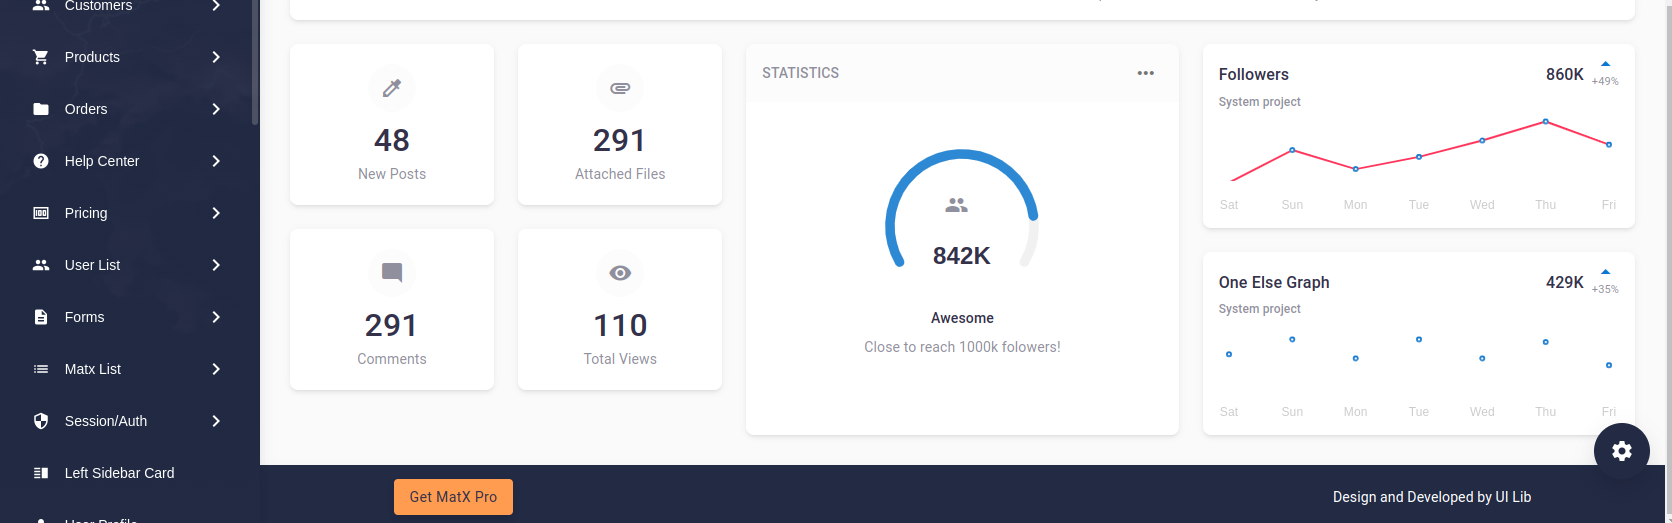 Customers
Products
Orders
Help Center
Pricing
User List
Forms
Matx List
Session/Auth
Left Sidebar Card
User Profile
48
New Posts
291
Attached Files
291
Comments
110
Total Views
STATISTICS
842K
Awesome
Close to reach 1000k folowers!
Followers
860K
+49%
System project
Sat Sun Mon Tue Wed Thu Fri
One Else Graph
429K
+35%
System project
Sat Sun Mon Tue Wed Thu Fri
Get MatX Pro
Design and Developed by UI Lib